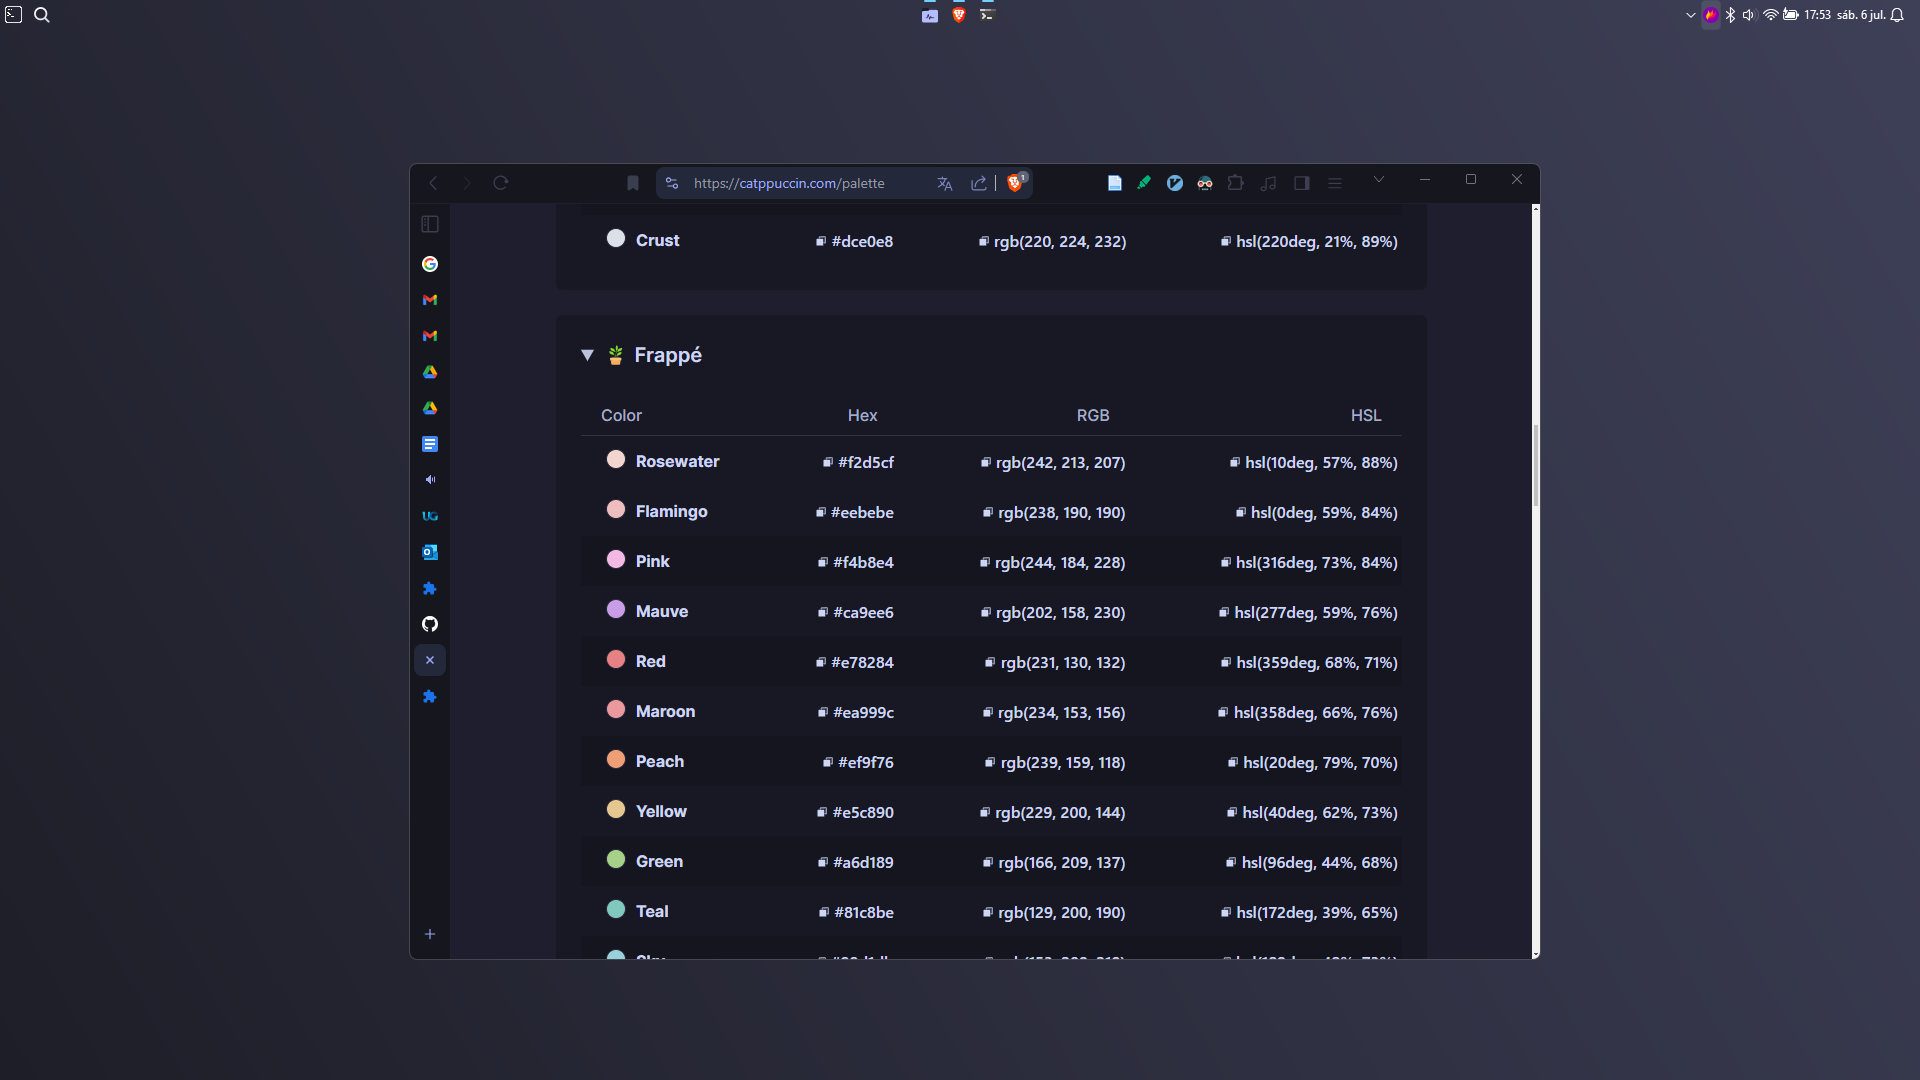 17:53 sáb. 6 jul.
https://catppuccin.com/palette
1
Crust #dce0e8 rgb(220, 224, 232) hsl(220deg, 21%, 89%)
Frappé
Color Hex RGB HSL
Rosewater #f2d5cf rgb(242, 213, 207) hsl(10deg, 57%, 88%)
Flamingo #eebebe rgb(238, 190, 190) hsl(0deg, 59%, 84%)
Pink #f4b8e4 rgb(244, 184, 228) hsl(316deg, 73%, 84%)
Mauve #ca9ee6 rgb(202, 158, 230) hsl(277deg, 59%, 76%)
UG
Red #e78284 rgb(231, 130, 132) hsl(359deg, 68%, 71%)
Maroon #ea999c rgb(234, 153, 156) hsl(358deg, 66%, 76%)
Peach #ef9f76 rgb(239, 159, 118) hsl(20deg, 79%, 70%)
Yellow #e5c890 rgb(229, 200, 144) hsl(40deg, 62%, 73%)
Green #a6d189 rgb(166, 209, 137) hsl(96deg, 44%, 68%)
Teal #81c8be rgb(129, 200, 190) hsl(172deg, 39%, 65%)